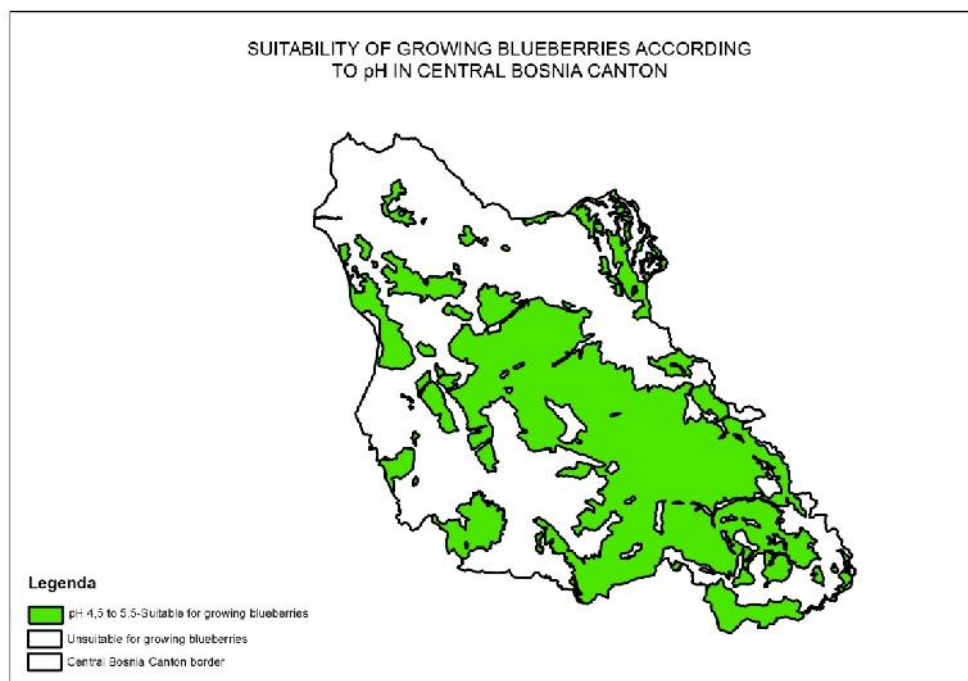 SUITABILITY OF GROWING BLUEBERRIES ACCORDING
TO pH IN CENTRAL BOSNIA CANTON
Legenda
pH 4,5 to 5.5-Suitable for growing blueberries
Unsuitable for growing blueberries
Central Bosnia Canton border